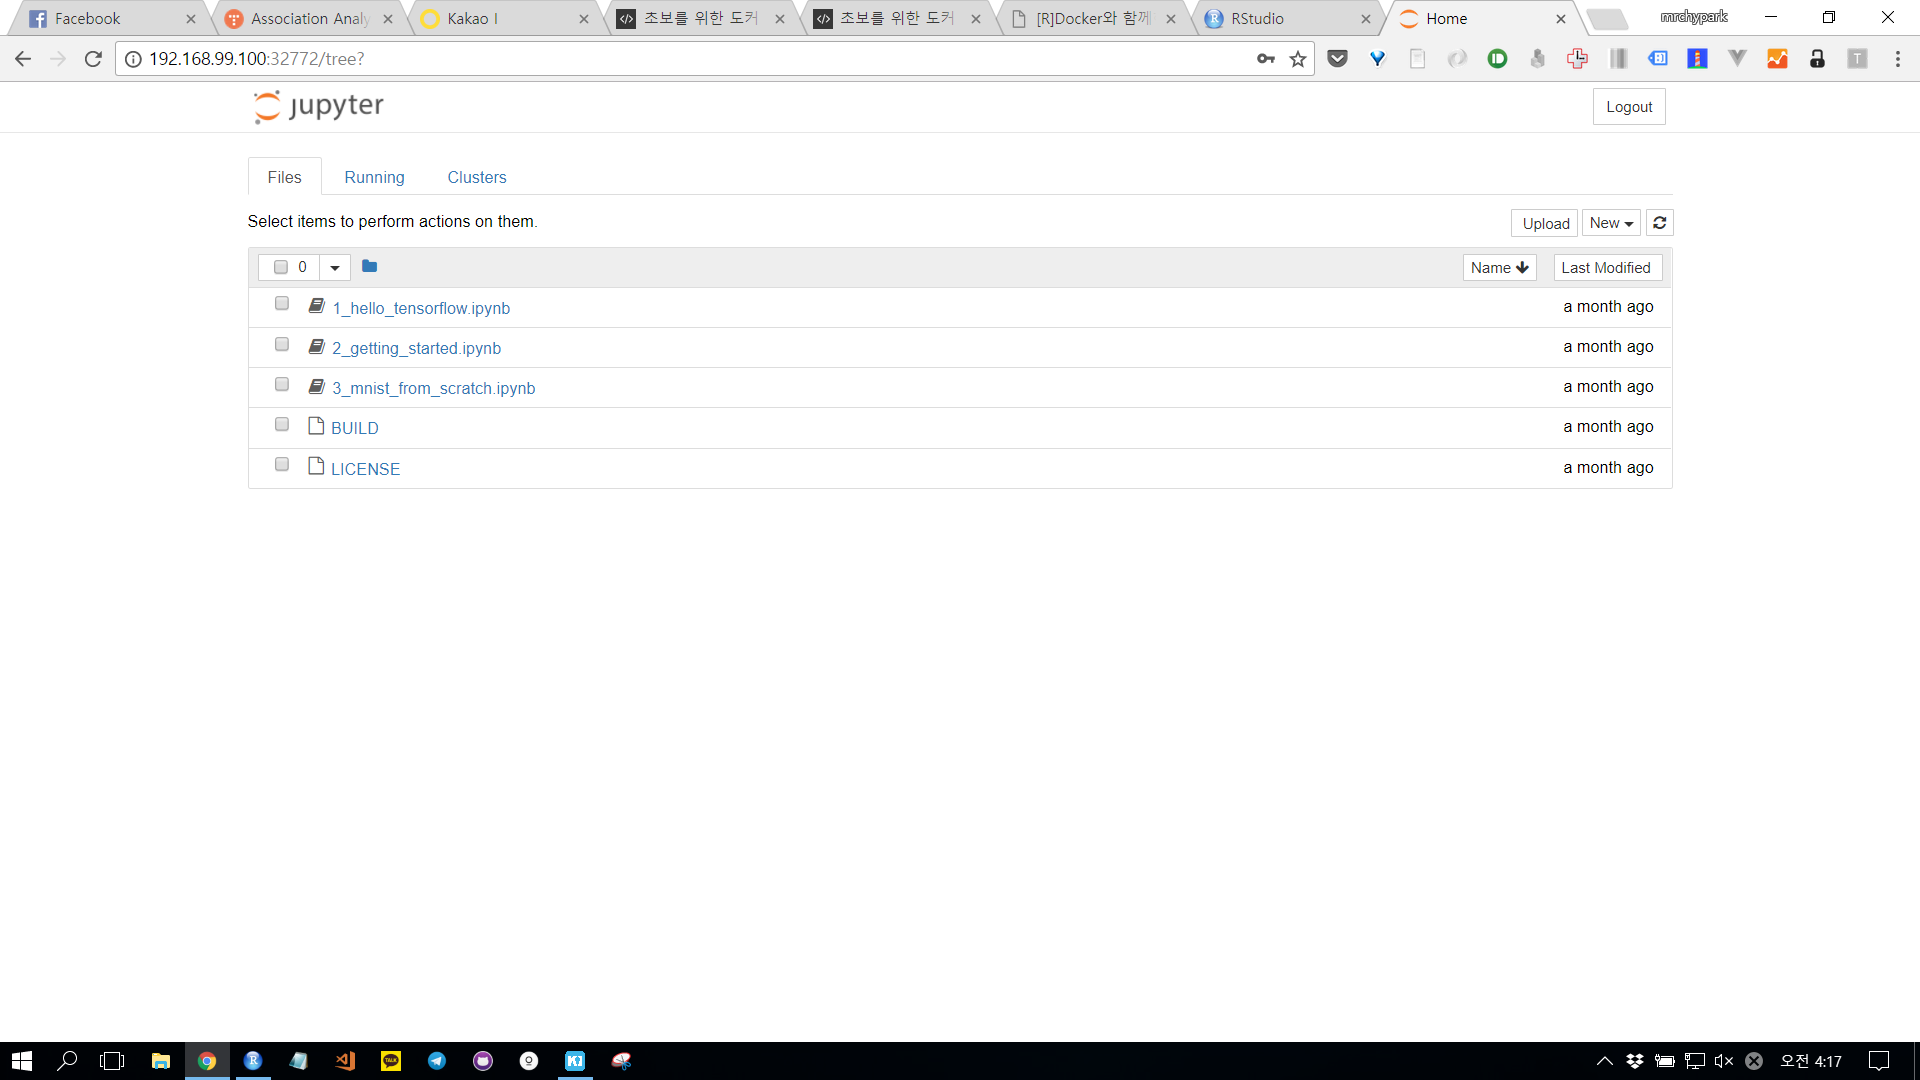 Facebook
Association Analy
Kakao I
초보를 위한 도커
초보를 위한 도커
[R]Docker와 함께
RStudio
Home
mrchypark
192.168.99.100:32772/tree?
jupyter
Logout
Files
Running
Clusters
Select items to perform actions on them.
Upload
New
0
Name
Last Modified
1_hello_tensorflow.ipynb
a month ago
2_getting_started.ipynb
a month ago
3_mnist_from_scratch.ipynb
a month ago
BUILD
a month ago
LICENSE
a month ago
오전 4:17